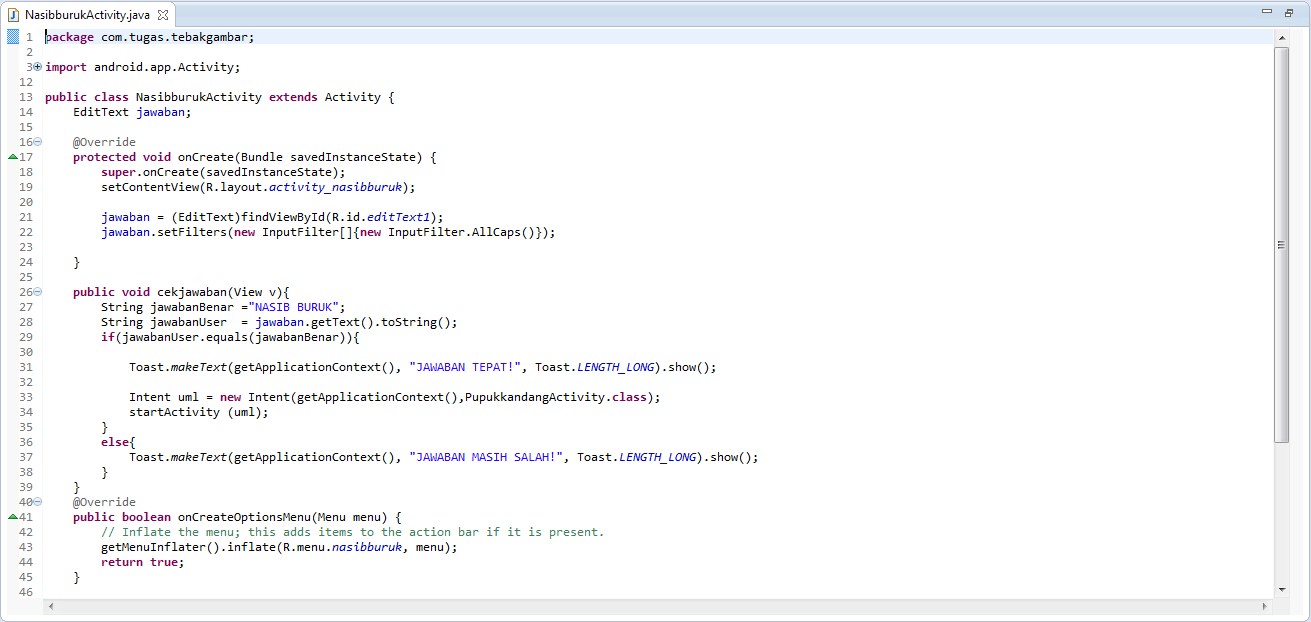 NasibburukActivity.java
1 package com.tugas.tebakgambar;
2
3 import android.app.Activity;
12
13 public class NasibburukActivity extends Activity {
14     EditText jawaban;
15
16     @Override
17     protected void onCreate(Bundle savedInstanceState) {
18         super.onCreate(savedInstanceState);
19         setContentView(R.layout.activity_nasibburuk);
20
21         jawaban = (EditText)findViewById(R.id.editText1);
22         jawaban.setFilters(new InputFilter[]{new InputFilter.AllCaps()});
23
24     }
25
26     public void cekjawaban(View v){
27         String jawabanBenar ="NASIB BURUK";
28         String jawabanUser  = jawaban.getText().toString();
29         if(jawabanUser.equals(jawabanBenar)){
30
31             Toast.makeText(getApplicationContext(), "JAWABAN TEPAT!", Toast.LENGTH_LONG).show();
32
33             Intent uml = new Intent(getApplicationContext(),PupukkandangActivity.class);
34             startActivity (uml);
35         }
36         else{
37             Toast.makeText(getApplicationContext(), "JAWABAN MASIH SALAH!", Toast.LENGTH_LONG).show();
38         }
39     }
40     @Override
41     public boolean onCreateOptionsMenu(Menu menu) {
42         // Inflate the menu; this adds items to the action bar if it is present.
43         getMenuInflater().inflate(R.menu.nasibburuk, menu);
44         return true;
45     }
46